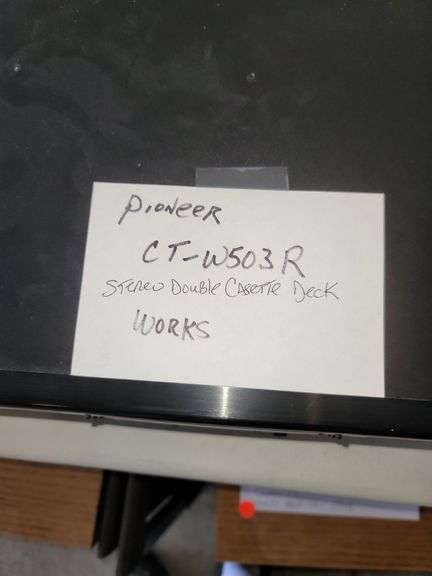 Pioneer
CT-W503R
Stereo Double Casette Deck
Works